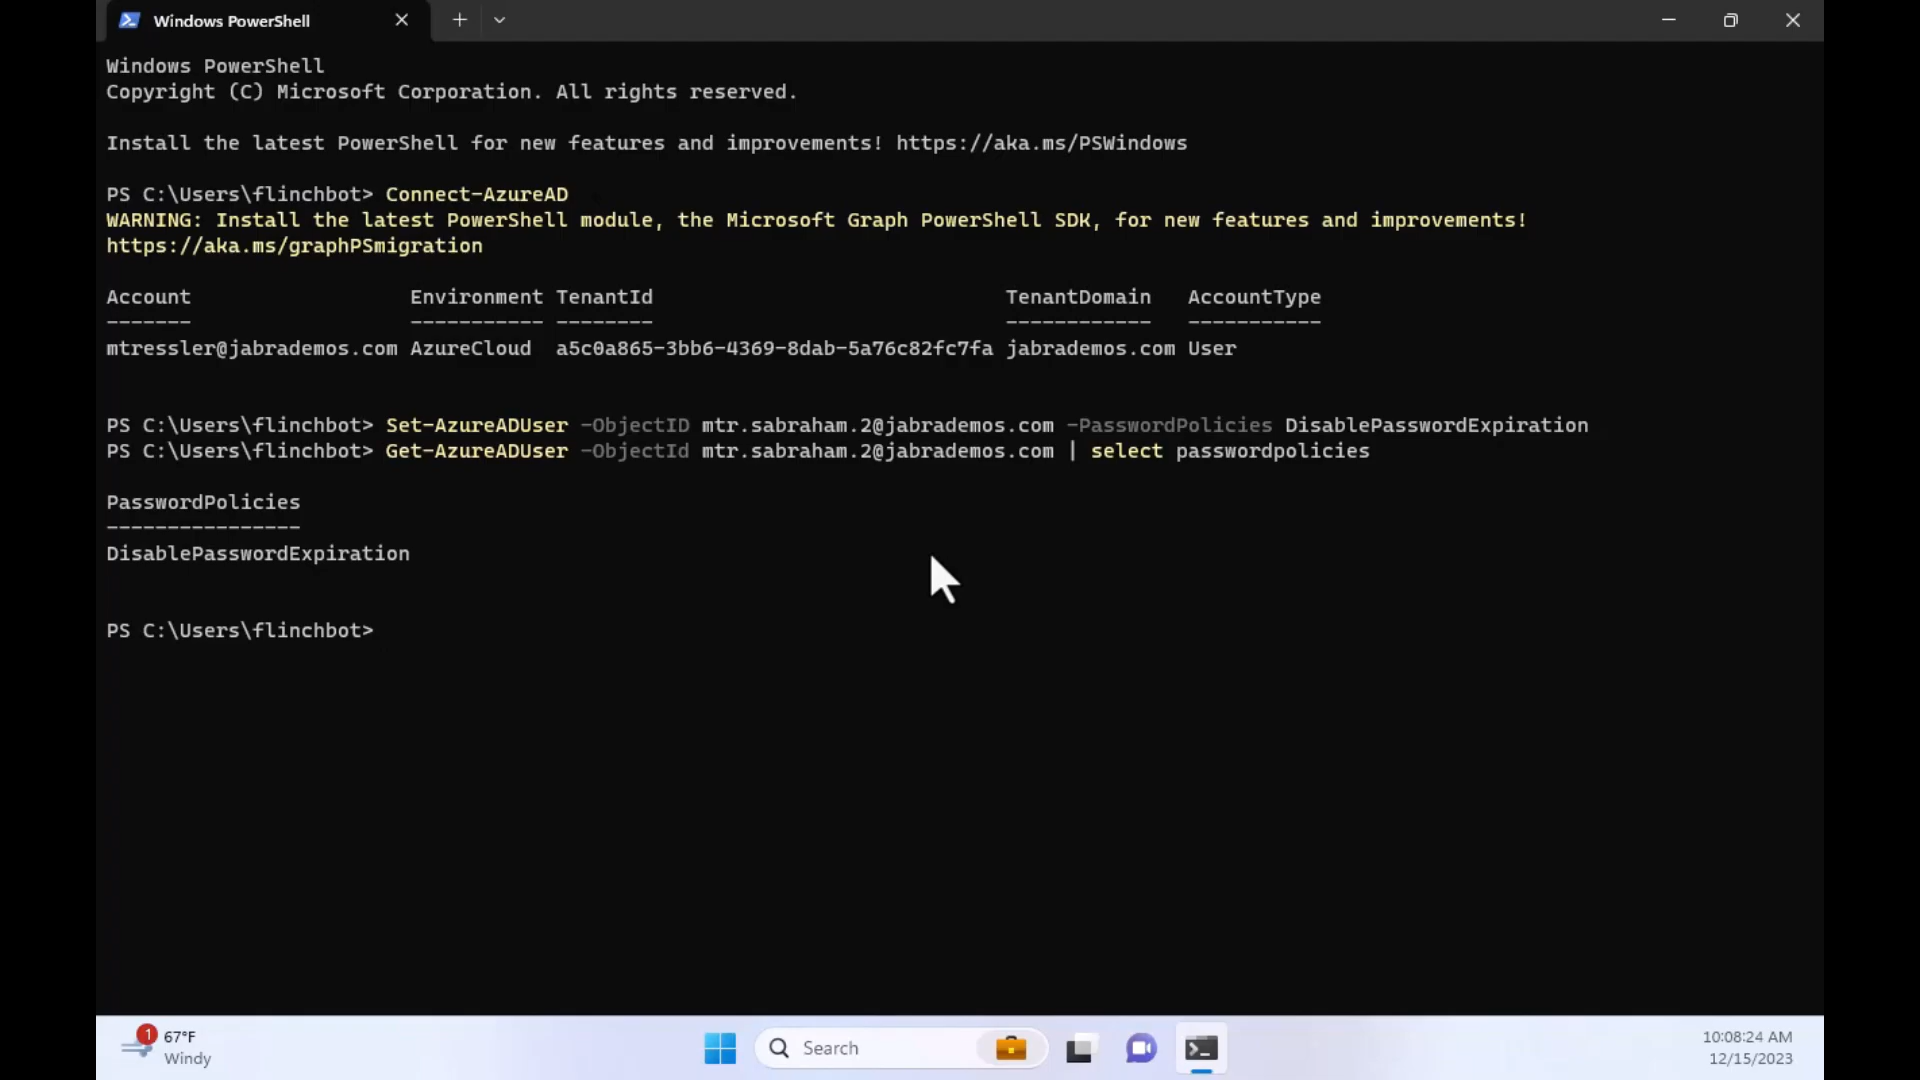 Windows PowerShell
Windows PowerShell
Copyright (C) Microsoft Corporation. All rights reserved.
Install the latest PowerShell for new features and improvements! https://aka.ms/PSWindows
PS C:\Users\flinchbot> Connect-AzureAD
WARNING: Install the latest PowerShell module, the Microsoft Graph PowerShell SDK, for new features and improvements!
https://aka.ms/graphPSmigration
Account Environment TenantId TenantDomain AccountType
------- ----------- -------- ------------ -----------
mtressler@jabrademos.com AzureCloud a5c0a865-3bb6-4369-8dab-5a76c82fc7fa jabrademos.com User
PS C:\Users\flinchbot> Set-AzureADUser -ObjectID mtr.sabraham.2@jabrademos.com -PasswordPolicies DisablePasswordExpiration
PS C:\Users\flinchbot> Get-AzureADUser -ObjectId mtr.sabraham.2@jabrademos.com | select passwordpolicies
PasswordPolicies
----------------
DisablePasswordExpiration
PS C:\Users\flinchbot>
1 67°F
Windy
Search
10:08:24 AM
12/15/2023